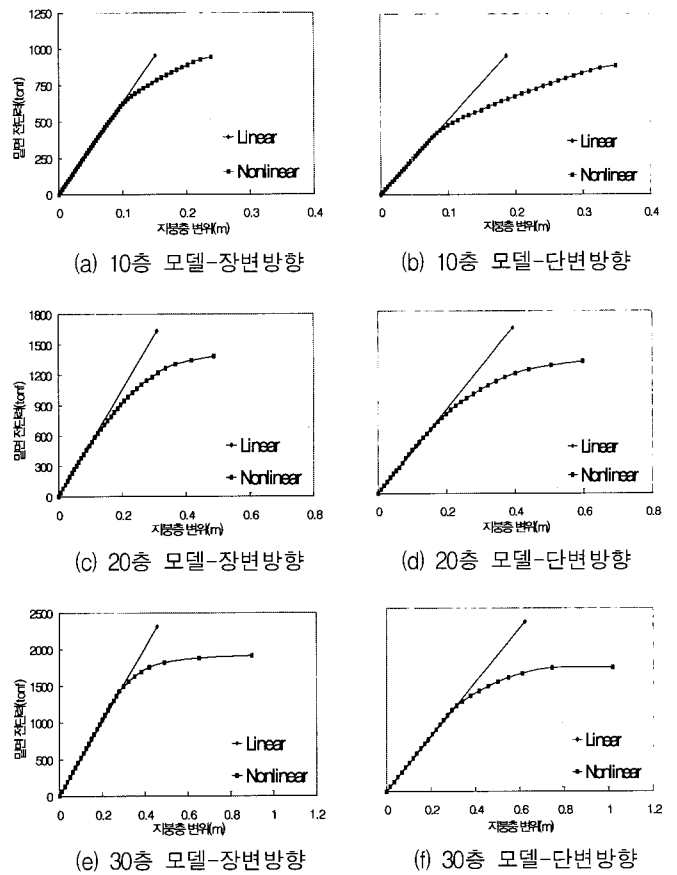 1250
1000
750
500
250
0
밑면 전단력(tonf)
Linear
Nonlinear
0 0.1 0.2 0.3 0.4
지붕층 변위(m)
(a) 10층 모델-장변방향
Linear
Nonlinear
0 0.1 0.2 0.3 0.4
지붕층 변위(m)
(b) 10층 모델-단변방향
1800
1500
1200
900
600
300
0
밑면 전단력(tonf)
Linear
Nonlinear
0 0.2 0.4 0.6 0.8
지붕층 변위(m)
(c) 20층 모델-장변방향
Linear
Nonlinear
0 0.2 0.4 0.6 0.8
지붕층 변위(m)
(d) 20층 모델-단변방향
2500
2000
1500
1000
500
0
밑면 전단력(tonf)
Linear
Nonlinear
0 0.2 0.4 0.6 0.8 1 1.2
지붕층 변위(m)
(e) 30층 모델-장변방향
Linear
Nonlinear
0 0.2 0.4 0.6 0.8 1 1.2
지붕층 변위(m)
(f) 30층 모델-단변방향